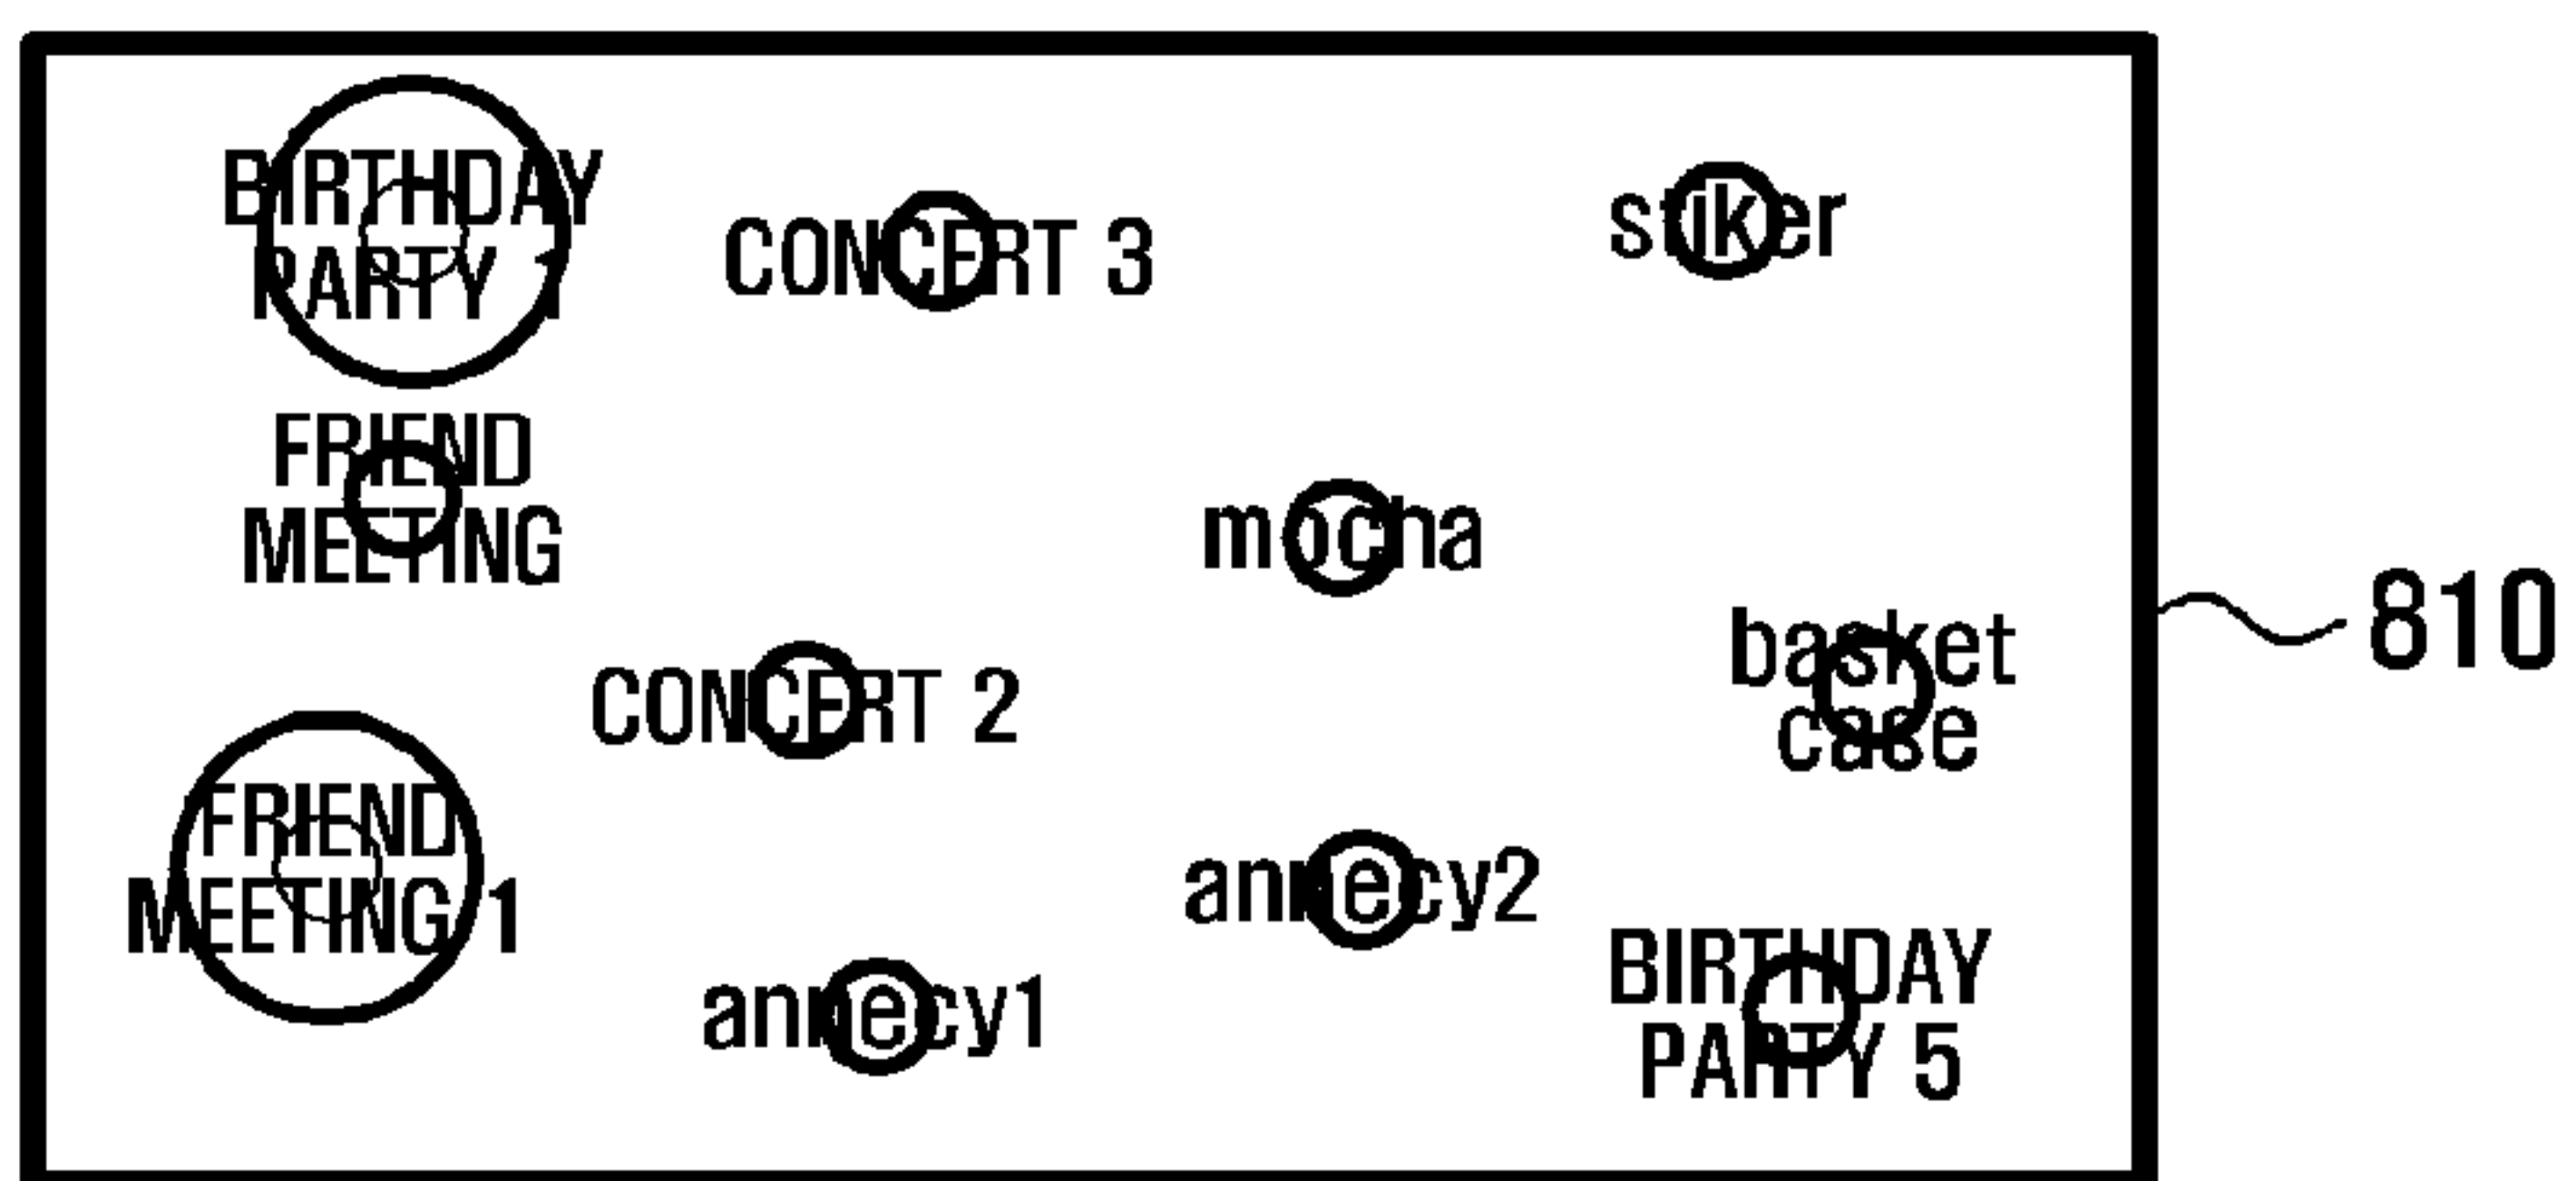 BIRTHDAY
PARTY 1
CONCERT 3
stiker
FRIEND
MEETING
mocha
basket
case
810
CONCERT 2
FRIEND
MEETING 1
annecy2
annecy1
BIRTHDAY
PARTY 5